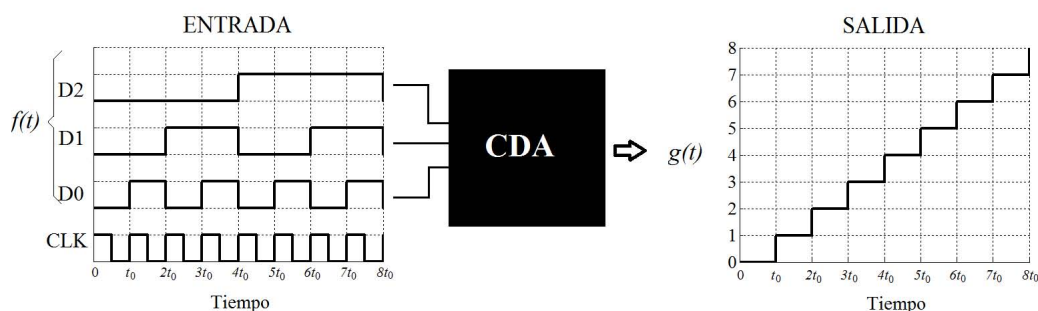 ENTRADA
D2
f(t)
D1
D0
CLK
0 t0 2t0 3t0 4t0 5t0 6t0 7t0 8t0
Tiempo
CDA
SALIDA
8
7
6
5
4
g(t)
3
2
1
0
0 t0 2t0 3t0 4t0 5t0 6t0 7t0 8t0
Tiempo